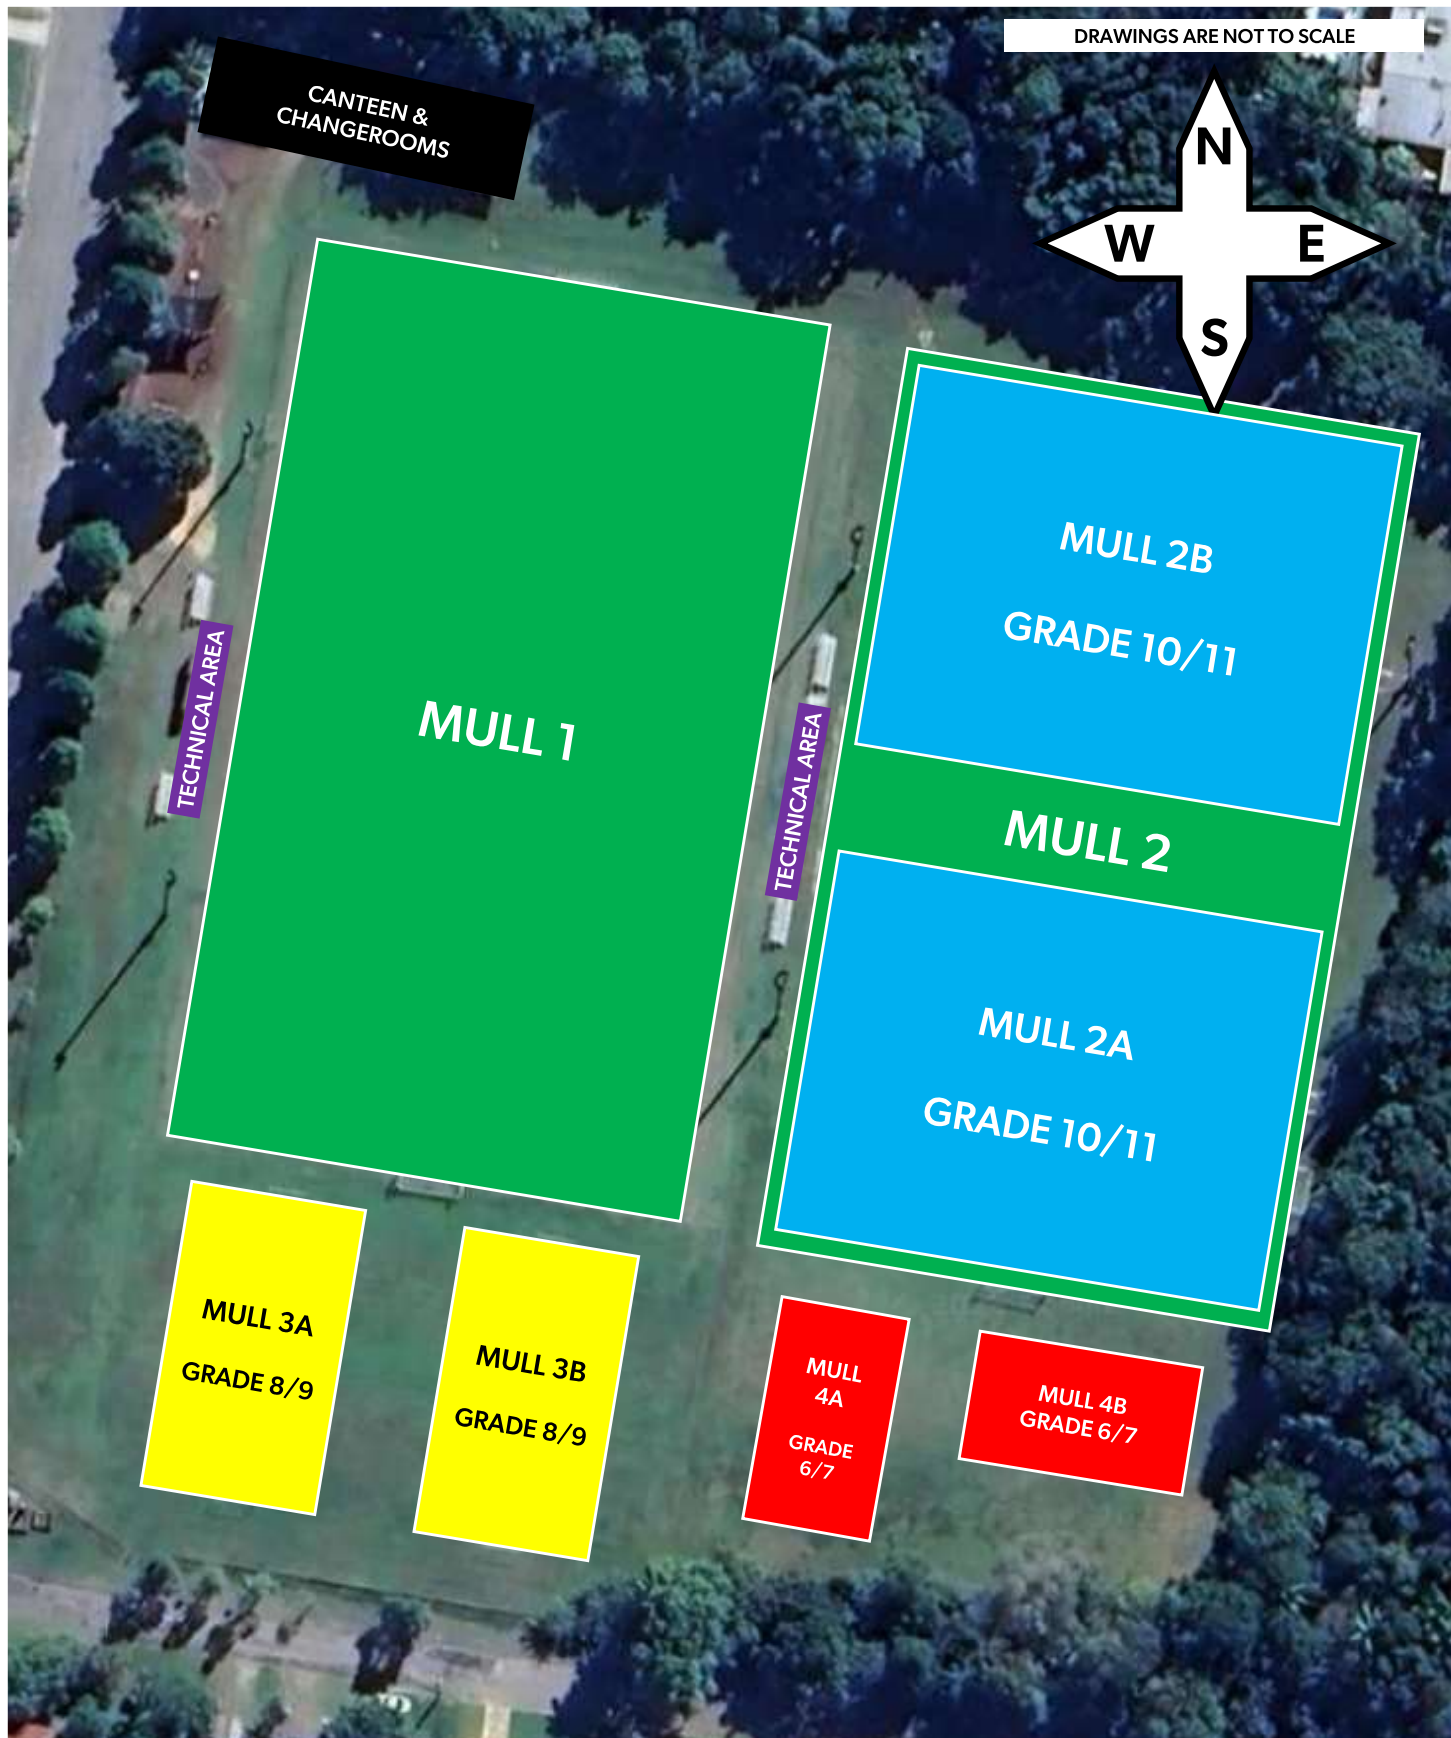 DRAWINGS ARE NOT TO SCALE
CANTEEN &
CHANGEROOMS
N
W
E
S
MULL 2B
GRADE 10/11
TECHNICAL AREA
MULL 1
TECHNICAL AREA
MULL 2
MULL 2A
GRADE 10/11
MULL 3A
GRADE 8/9
MULL 3B
GRADE 8/9
MULL
4A
GRADE
6/7
MULL 4B
GRADE 6/7